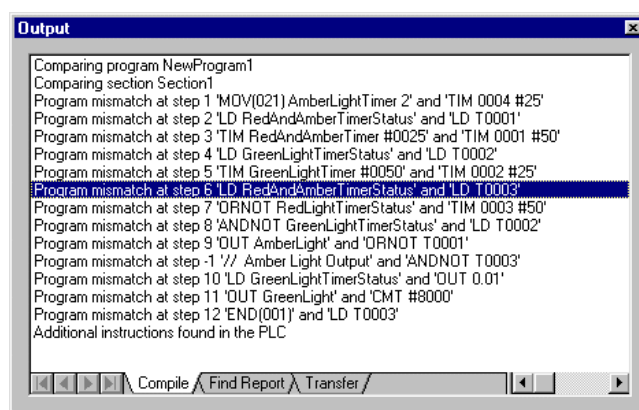 Output
Comparing program NewProgram1
Comparing section Section1
Program mismatch at step 1 'MOV(021) AmberLightTimer 2' and 'TIM 0004 #25'
Program mismatch at step 2 'LD RedAndAmberTimerStatus' and 'LD T0001'
Program mismatch at step 3 'TIM RedAndAmberTimer #0025' and 'TIM 0001 #50'
Program mismatch at step 4 'LD GreenLightTimerStatus' and 'LD T0002'
Program mismatch at step 5 'TIM GreenLightTimer #0050' and 'TIM 0002 #25'
Program mismatch at step 6 'LD RedAndAmberTimerStatus' and 'LD T0003'
Program mismatch at step 7 'ORNOT RedLightTimerStatus' and 'TIM 0003 #50'
Program mismatch at step 8 'ANDNOT GreenLightTimerStatus' and 'LD T0002'
Program mismatch at step 9 'OUT AmberLight' and 'ORNOT T0001'
Program mismatch at step -1 '//  Amber Light Output' and 'ANDNOT T0003'
Program mismatch at step 10 'LD GreenLightTimerStatus' and 'OUT 0.01'
Program mismatch at step 11 'OUT GreenLight' and 'CMT #8000'
Program mismatch at step 12 'END(001)' and 'LD T0003'
Additional instructions found in the PLC
Compile / Find Report / Transfer